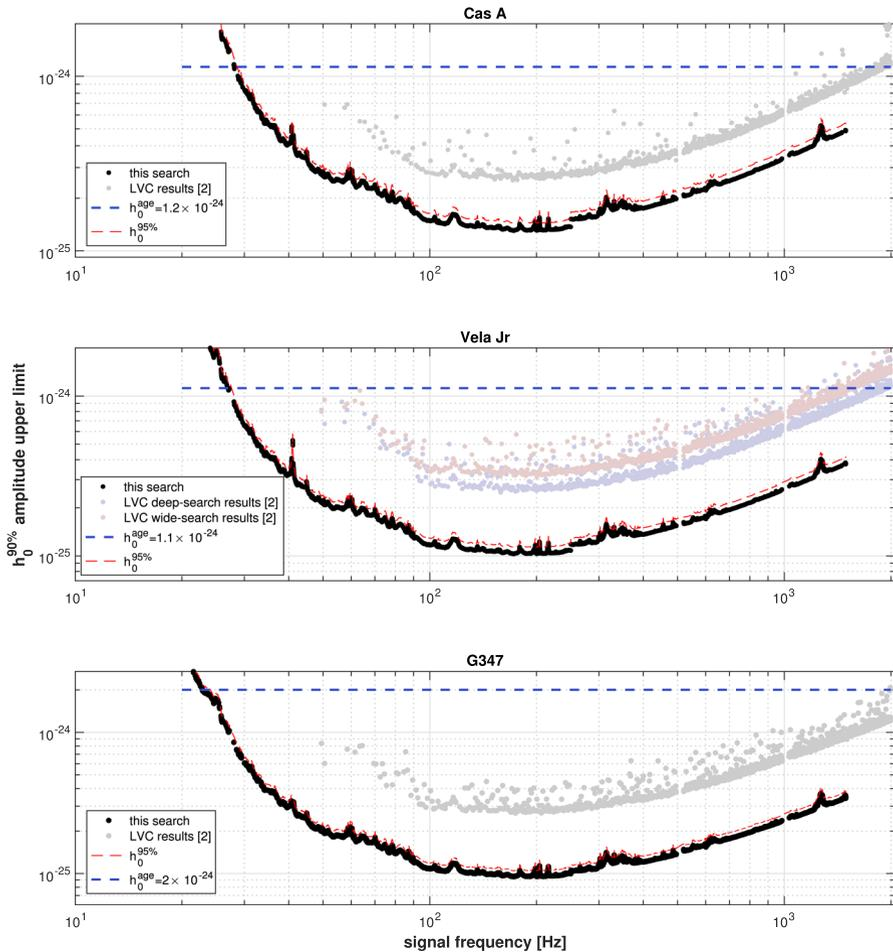 Cas A
10^-24
10^-25
this search
LVC results [2]
h_0^age=1.2× 10^-24
h_0^95%
10^1
10^2
10^3
Vela Jr
10^-24
10^-25
this search
LVC deep-search results [2]
LVC wide-search results [2]
h_0^age=1.1× 10^-24
h_0^95%
10^1
10^2
10^3
h_0^90% amplitude upper limit
G347
10^-24
10^-25
this search
LVC results [2]
h_0^95%
h_0^age=2× 10^-24
10^1
10^2
10^3
signal frequency [Hz]